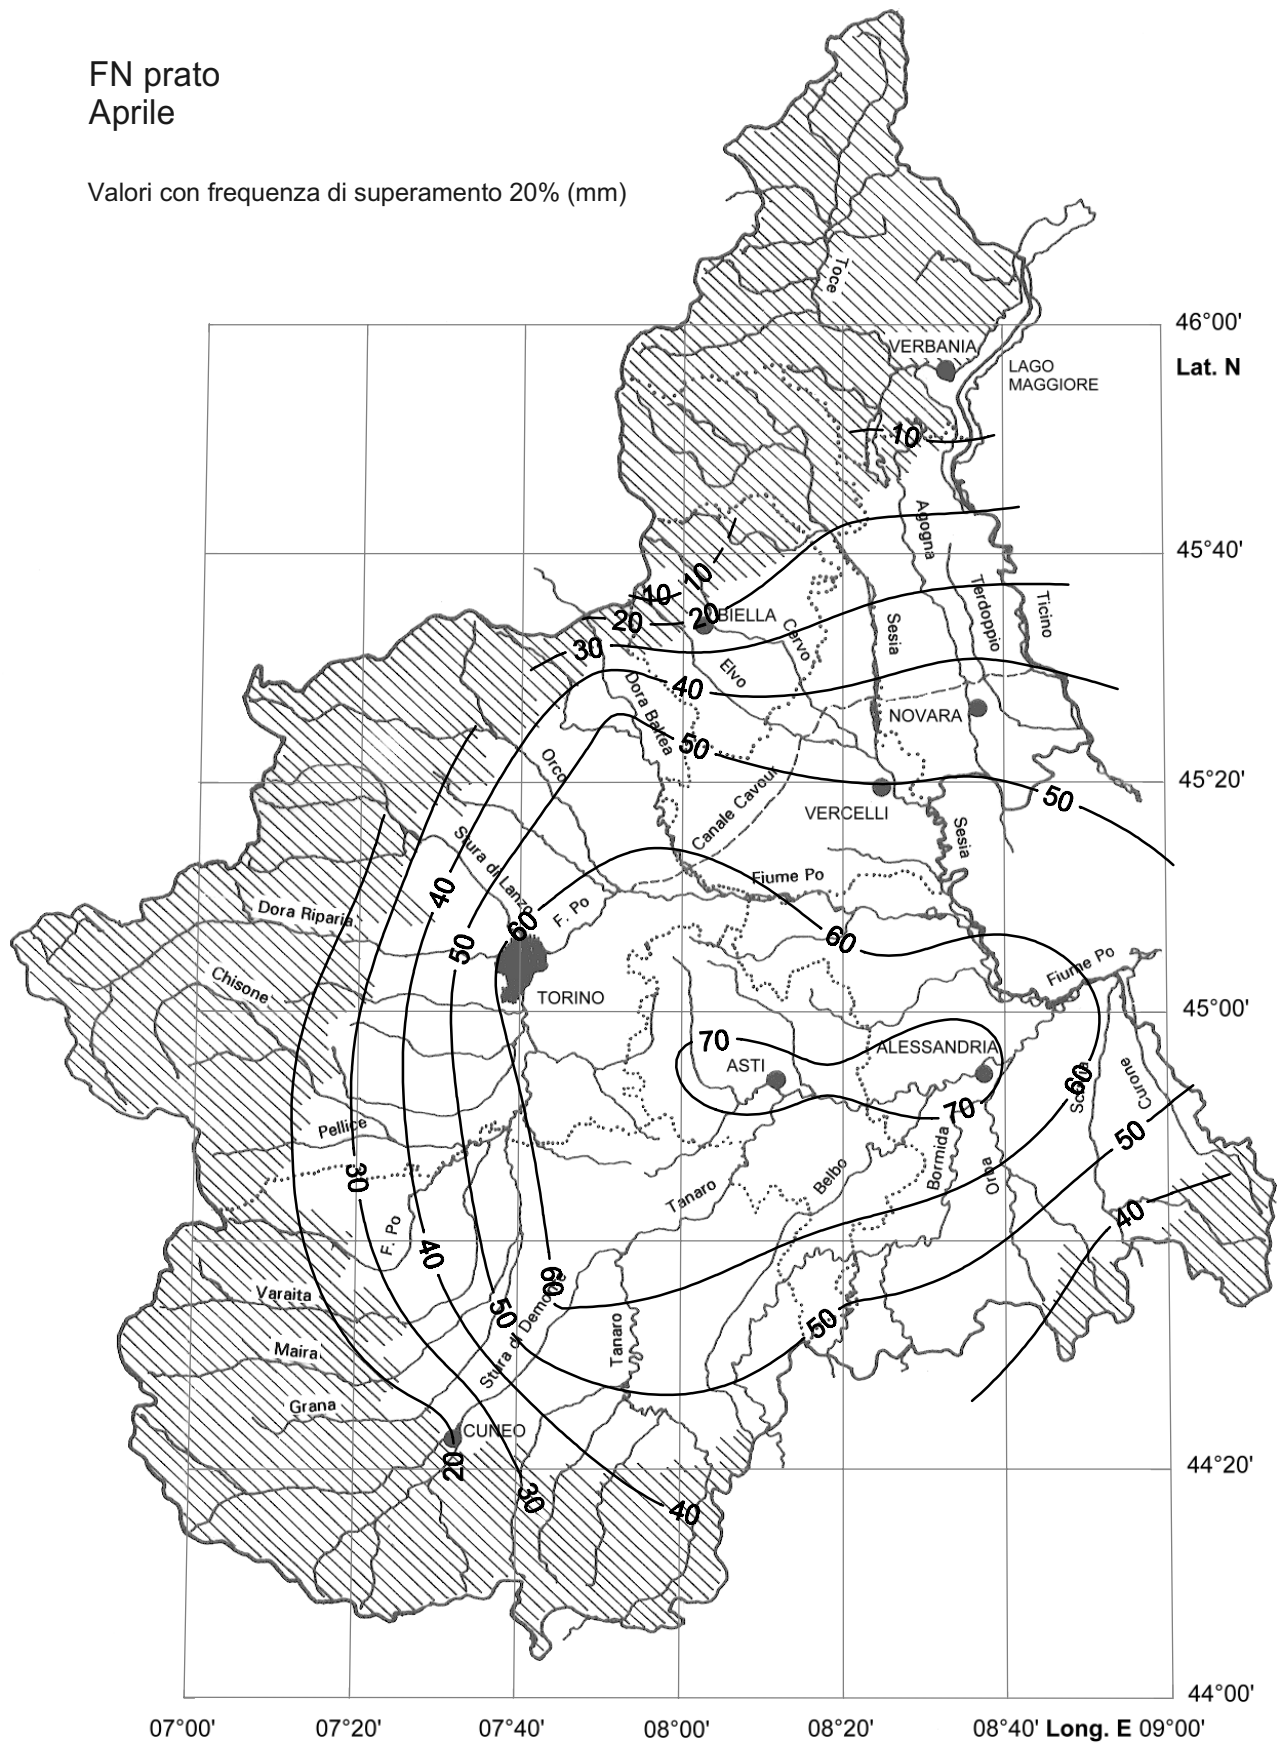 FN prato
Aprile
Valori con frequenza di superamento 20% (mm)
Toce
46°00'
VERBANIA
Lat. N
LAGO
MAGGIORE
10
Agogna
45°40'
10
10
Terdoppio
Ticino
20
20
BIELLA
Cervo
Sesia
30
Elvo
40
Dora Baltea
NOVARA
50
Orco
45°20'
50
Canale Cavour
VERCELLI
Sesia
Stura di Lanzo
Fiume Po
40
Dora Riparia
F. Po
60
60
50
Fiume Po
Chisone
TORINO
45°00'
70
ALESSANDRIA
ASTI
60
Scrivia
Curone
70
Pellice
50
Bormida
30
Belbo
Orba
Tanaro
40
F. Po
40
60
Varaita
50
Stura di Demonte
50
Tanaro
Maira
Grana
CUNEO
20
44°20'
30
40
44°00'
07°00'
07°20'
07°40'
08°00'
08°20'
08°40' Long. E 09°00'